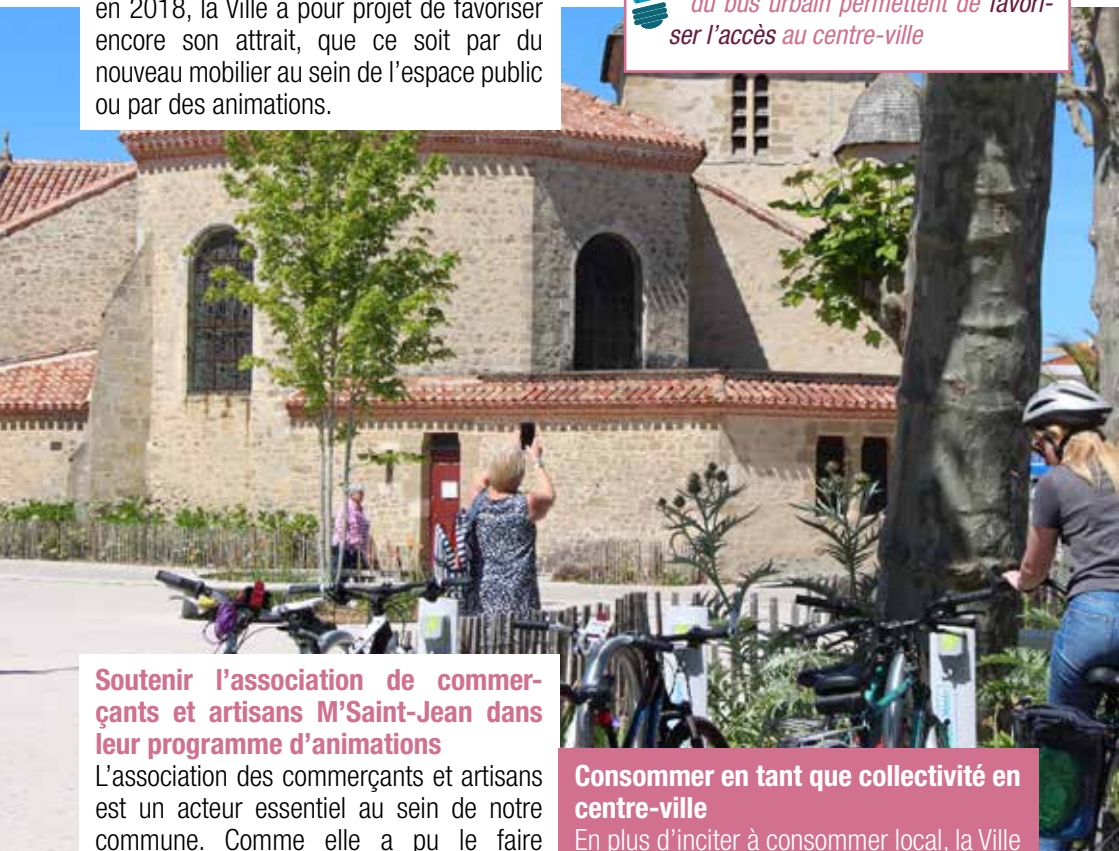 en 2018, la Ville a pour projet de favoriser
encore son attrait, que ce soit par du
nouveau mobilier au sein de l'espace public
ou par des animations.
du bus urbain permettent de favori-
ser l'accès au centre-ville
Soutenir l'association de commer-
çants et artisans M'Saint-Jean dans
leur programme d'animations
L'association des commerçants et artisans
est un acteur essentiel au sein de notre
commune. Comme elle a pu le faire
Consommer en tant que collectivité en
centre-ville
En plus d'inciter à consommer local, la Ville